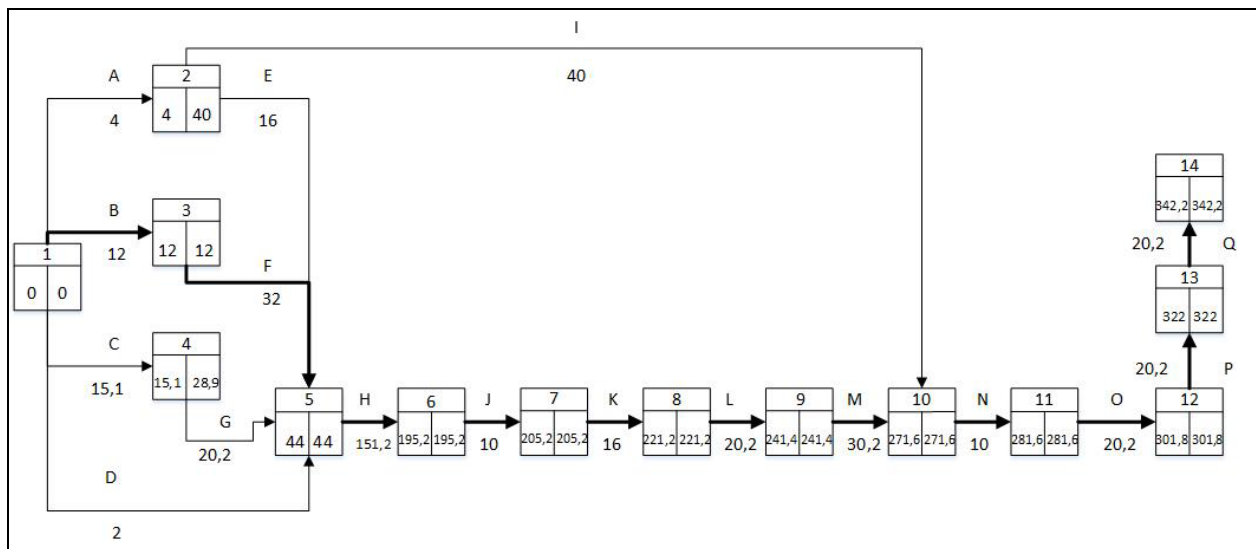 I
40
A
4
2
4 40
E
16
B
12
3
12 12
F
32
1
0 0
C
15,1
4
15,1 28,9
G
20,2
D
2
5
44 44
H
151,2
6
195,2 195,2
J
10
7
205,2 205,2
K
16
8
221,2 221,2
L
20,2
9
241,4 241,4
M
30,2
10
271,6 271,6
N
10
11
281,6 281,6
O
20,2
12
301,8 301,8
20,2 P
13
322 322
20,2 Q
14
342,2 342,2